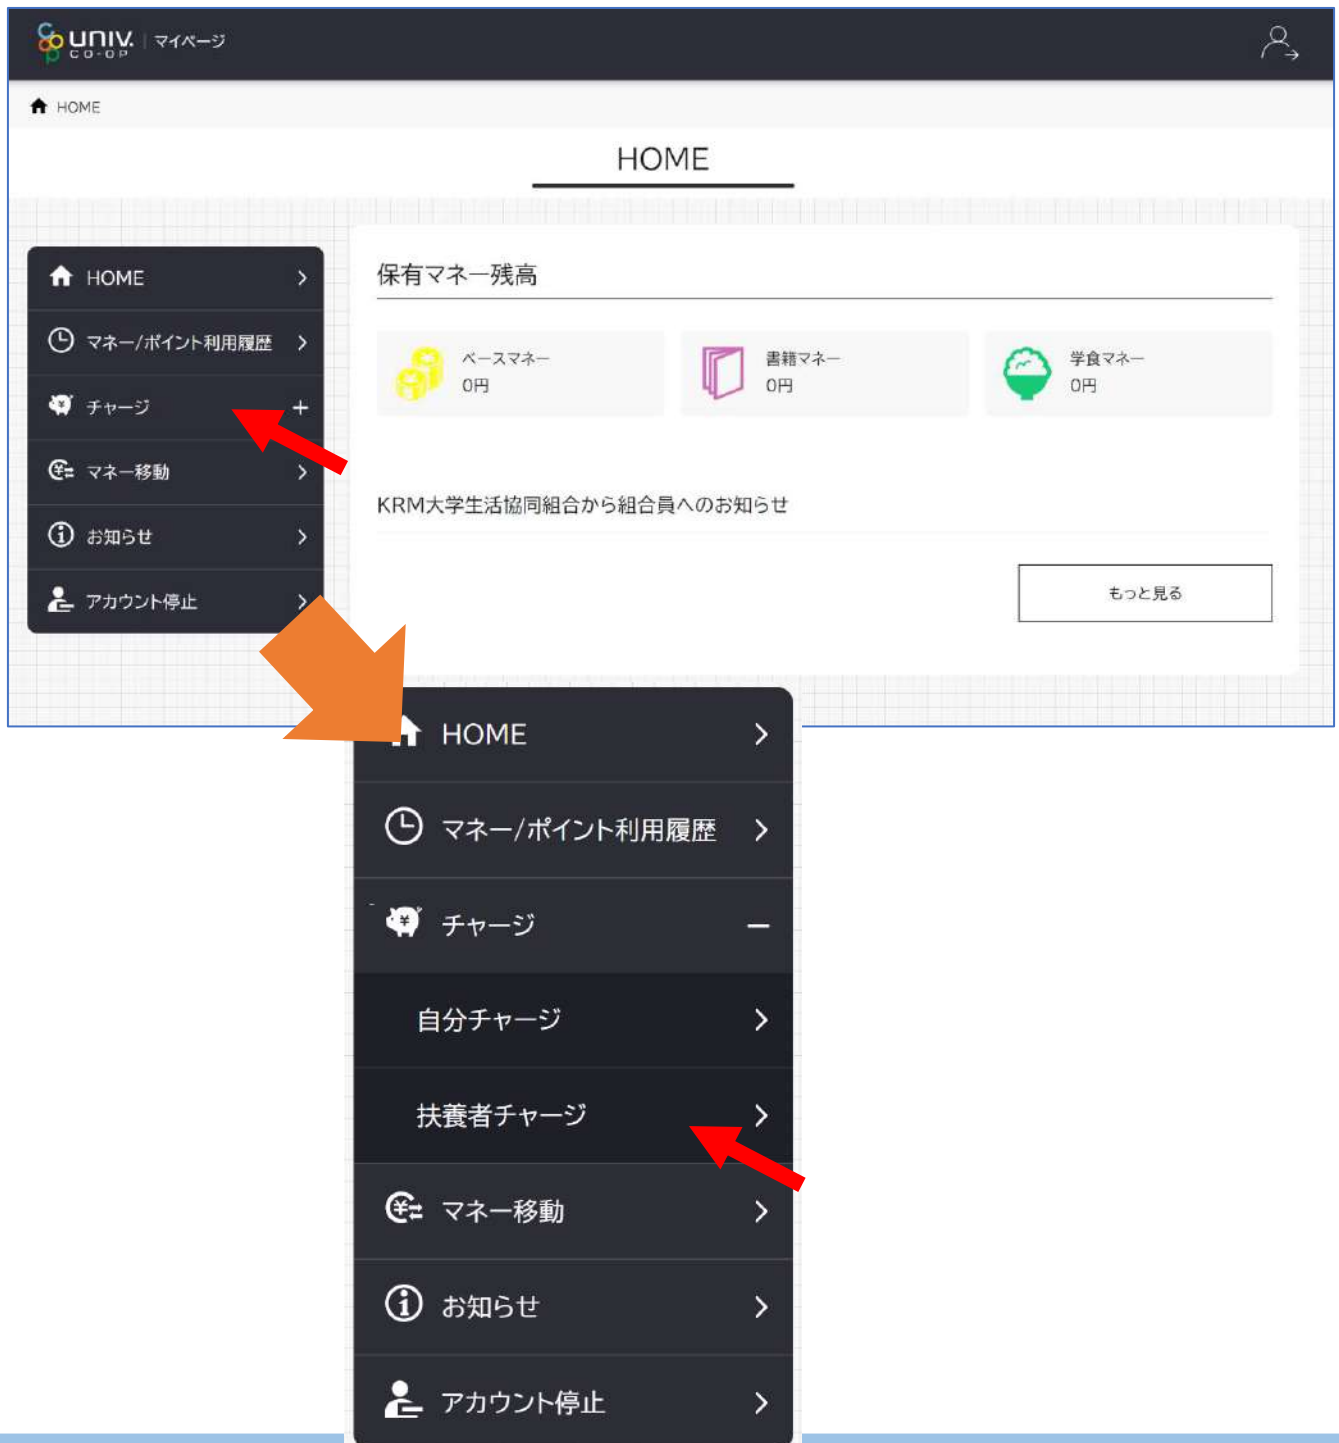 UNIV.
CO-OP
マイページ
HOME
HOME
HOME
マネー/ポイント利用履歴
チャージ
マネー移動
お知らせ
アカウント停止
保有マネー残高
ベースマネー
0円
書籍マネー
0円
学食マネー
0円
KRM大学生活協同組合から組合員へのお知らせ
もっと見る
HOME
マネー/ポイント利用履歴
チャージ
自分チャージ
扶養者チャージ
マネー移動
お知らせ
アカウント停止